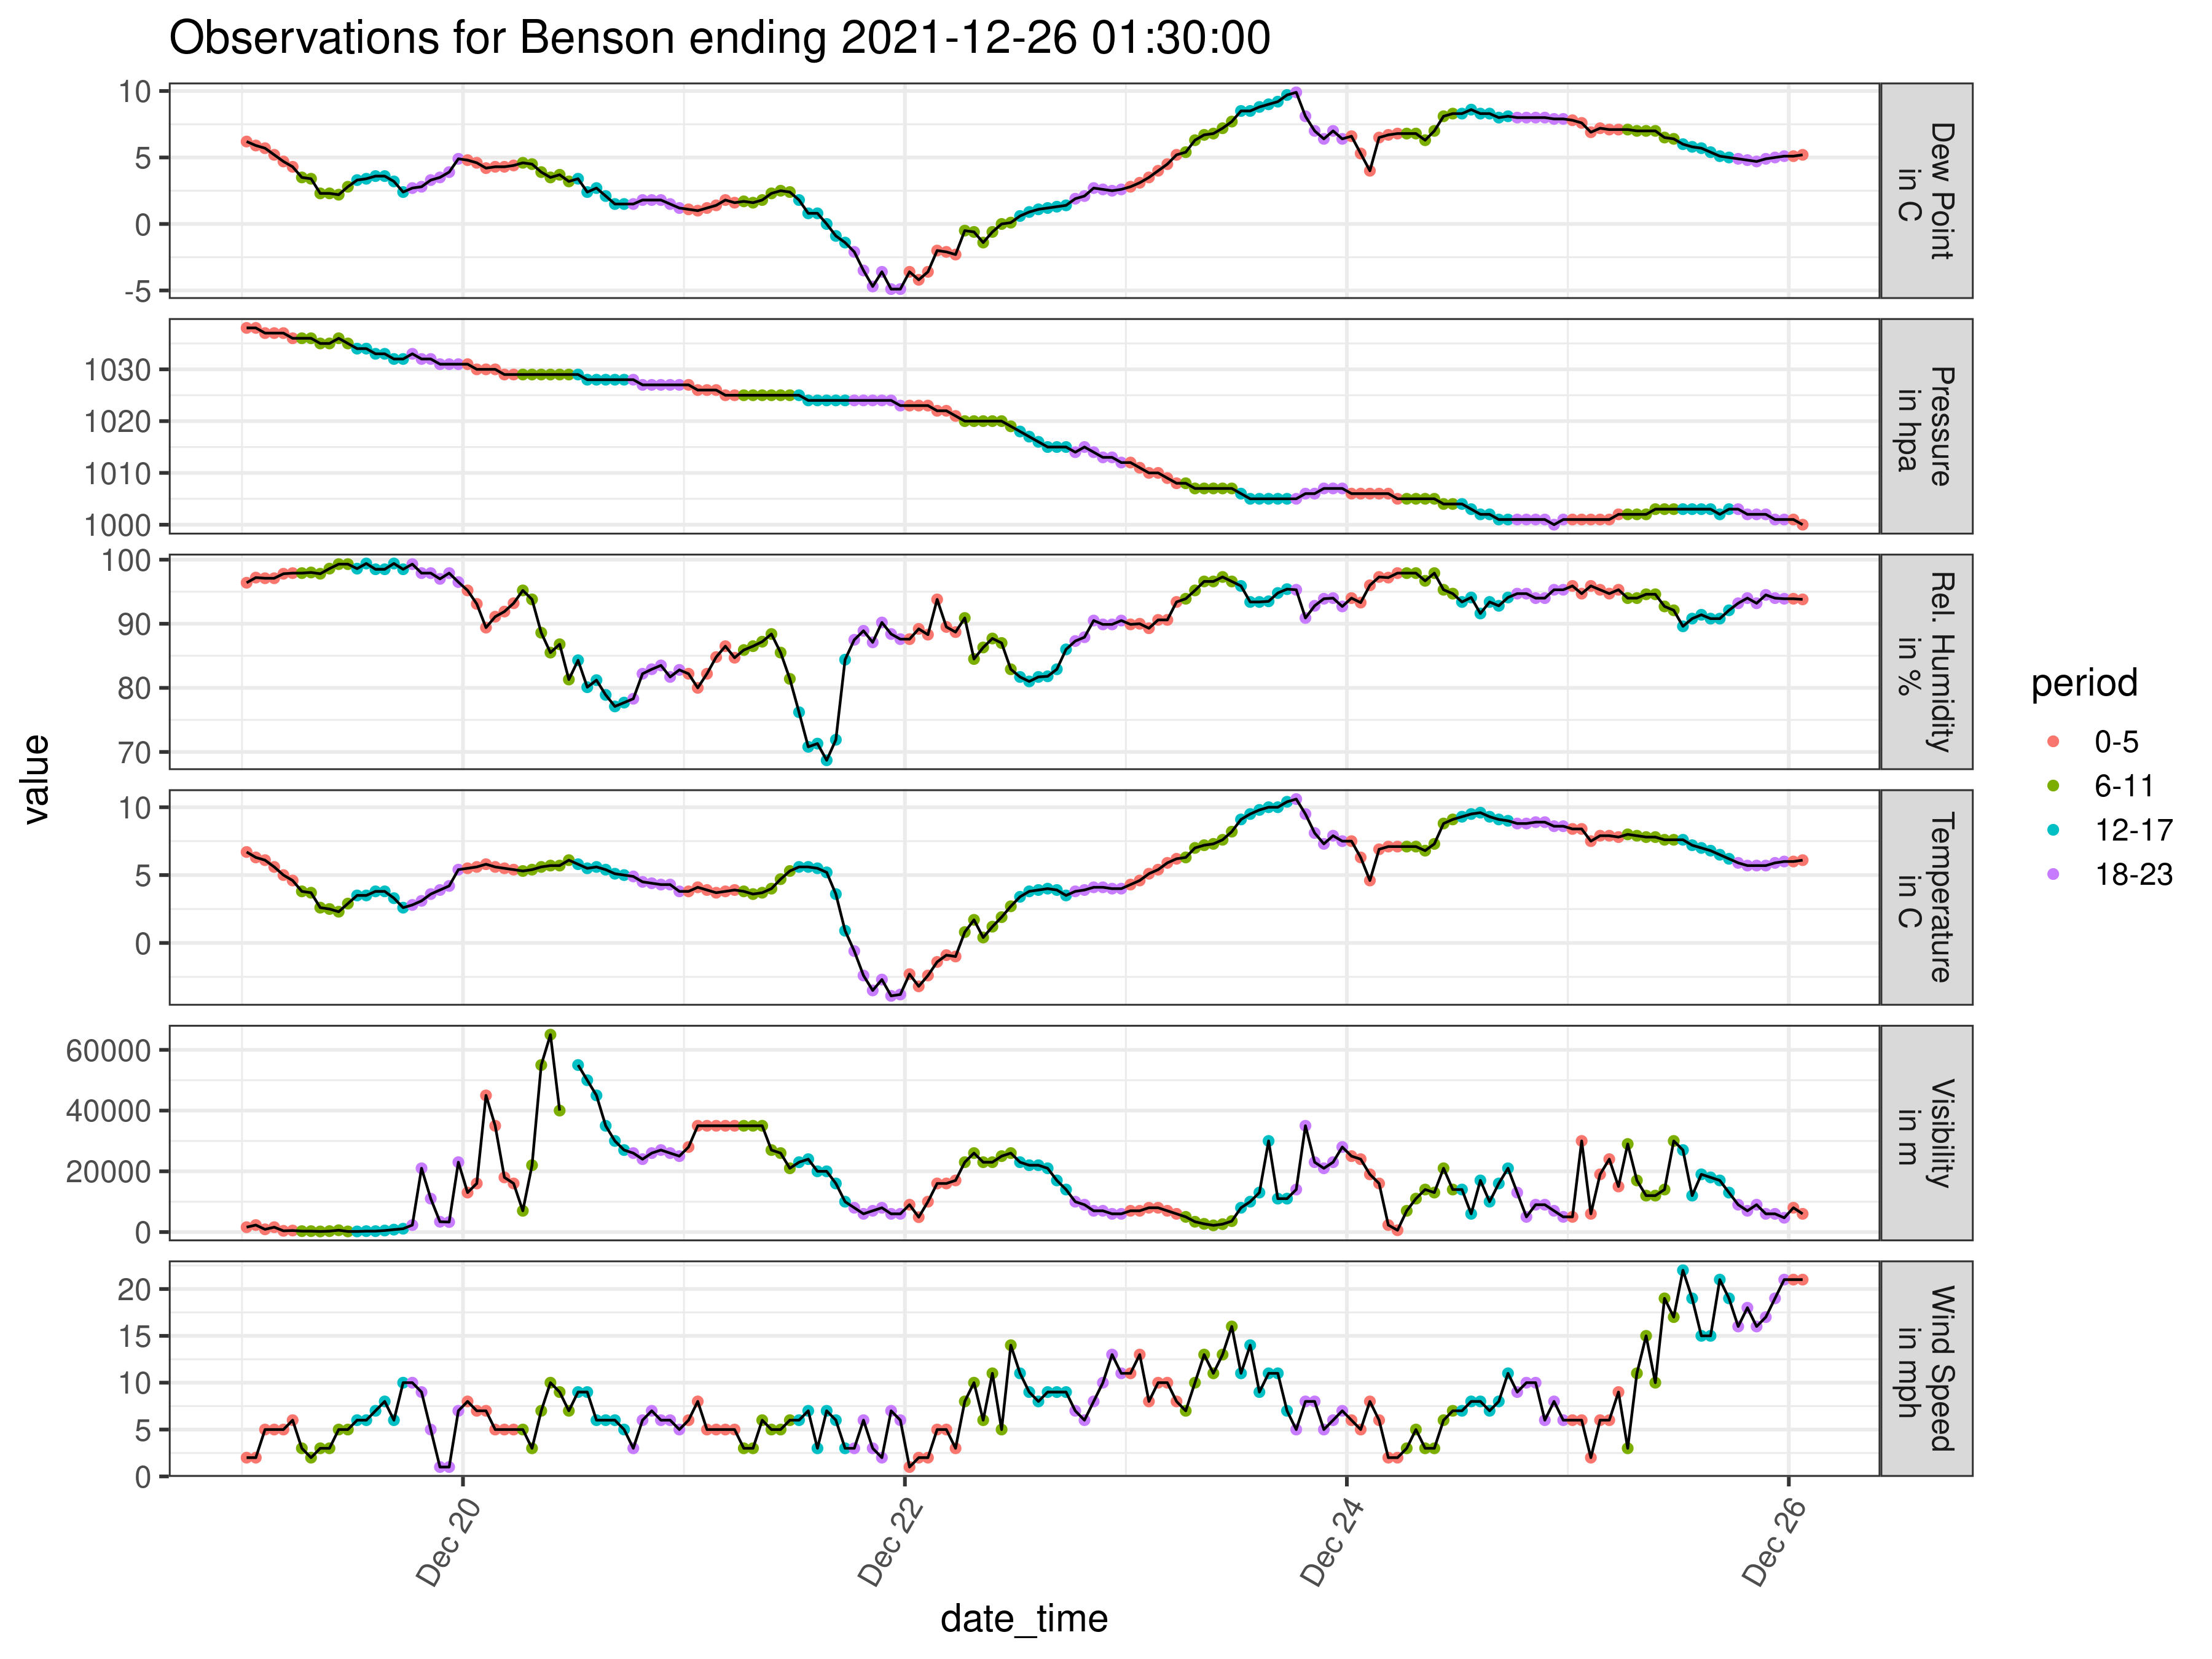 Observations for Benson ending 2021-12-26 01:30:00
10
5
0
-5
Dew Point
in C
1030
1020
1010
1000
Pressure
in hpa
100
90
80
70
Rel. Humidity
in %
10
5
0
Temperature
in C
60000
40000
20000
0
Visibility
in m
20
15
10
5
0
Wind Speed
in mph
value
Dec 20
Dec 22
Dec 24
Dec 26
date_time
period
0-5
6-11
12-17
18-23